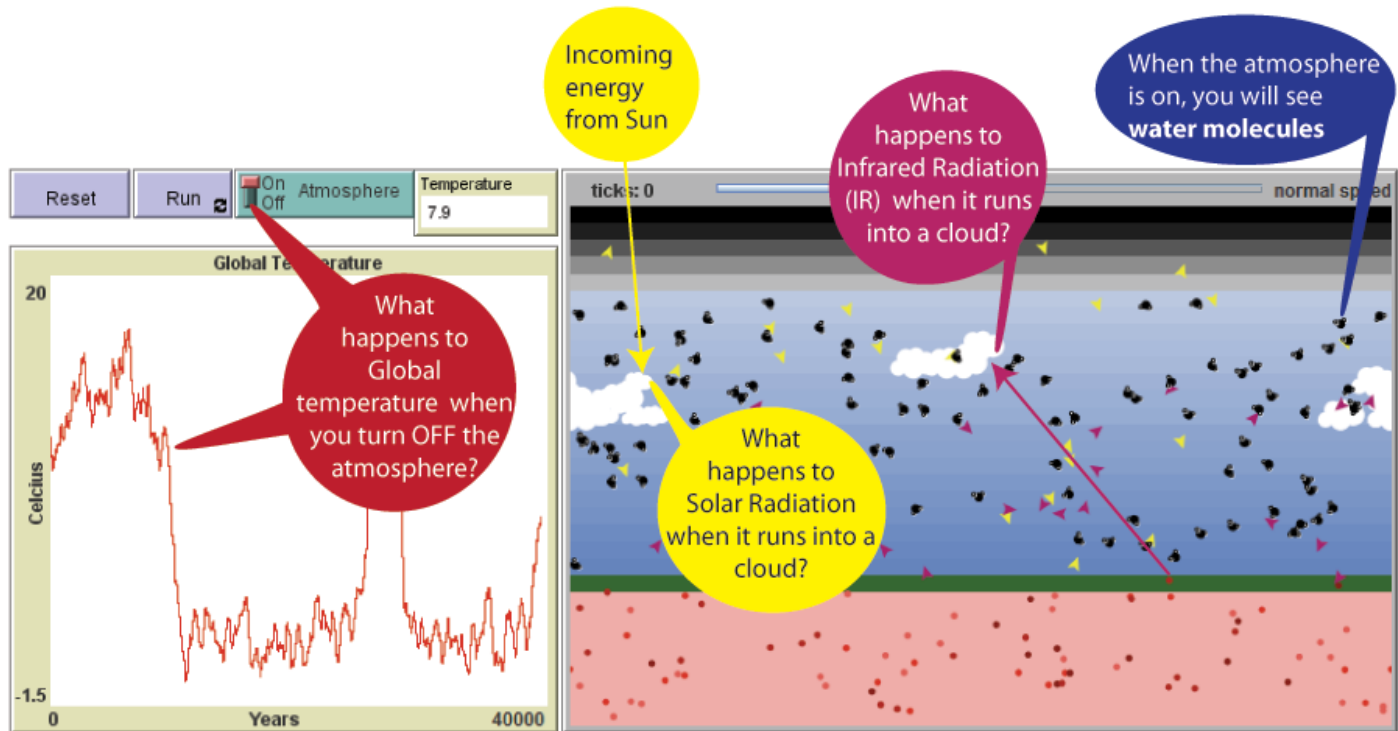 Incoming
energy
from Sun
What
happens to
Infrared Radiation
(IR) when it runs
into a cloud?
When the atmosphere
is on, you will see
water molecules
Reset
Run
On
Off
Atmosphere
Temperature
7.9
ticks: 0
normal speed
Global Te erature
20
Celcius
-1.5
0
Years
40000
What
happens to
Global
temperature when
you turn OFF the
atmosphere?
What
happens to
Solar Radiation
when it runs into a
cloud?